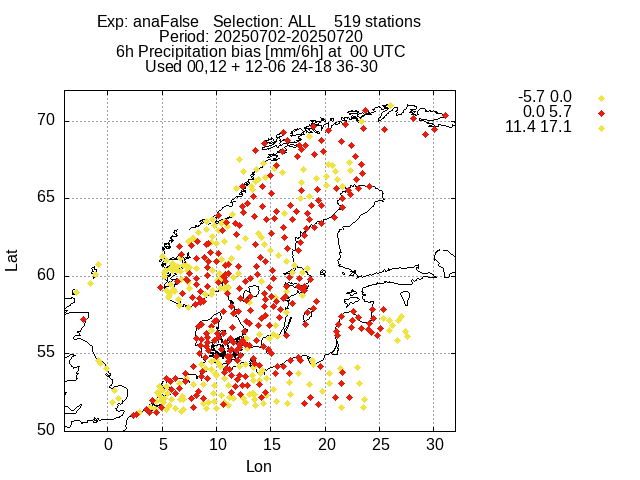 Exp: anaFalse   Selection: ALL     519 stations
Period: 20250702-20250720
6h Precipitation bias [mm/6h] at  00 UTC
Used 00,12 + 12-06 24-18 36-30
-5.7 0.0
0.0 5.7
11.4 17.1
70
65
60
55
50
Lat
0 5 10 15 20 25 30
Lon